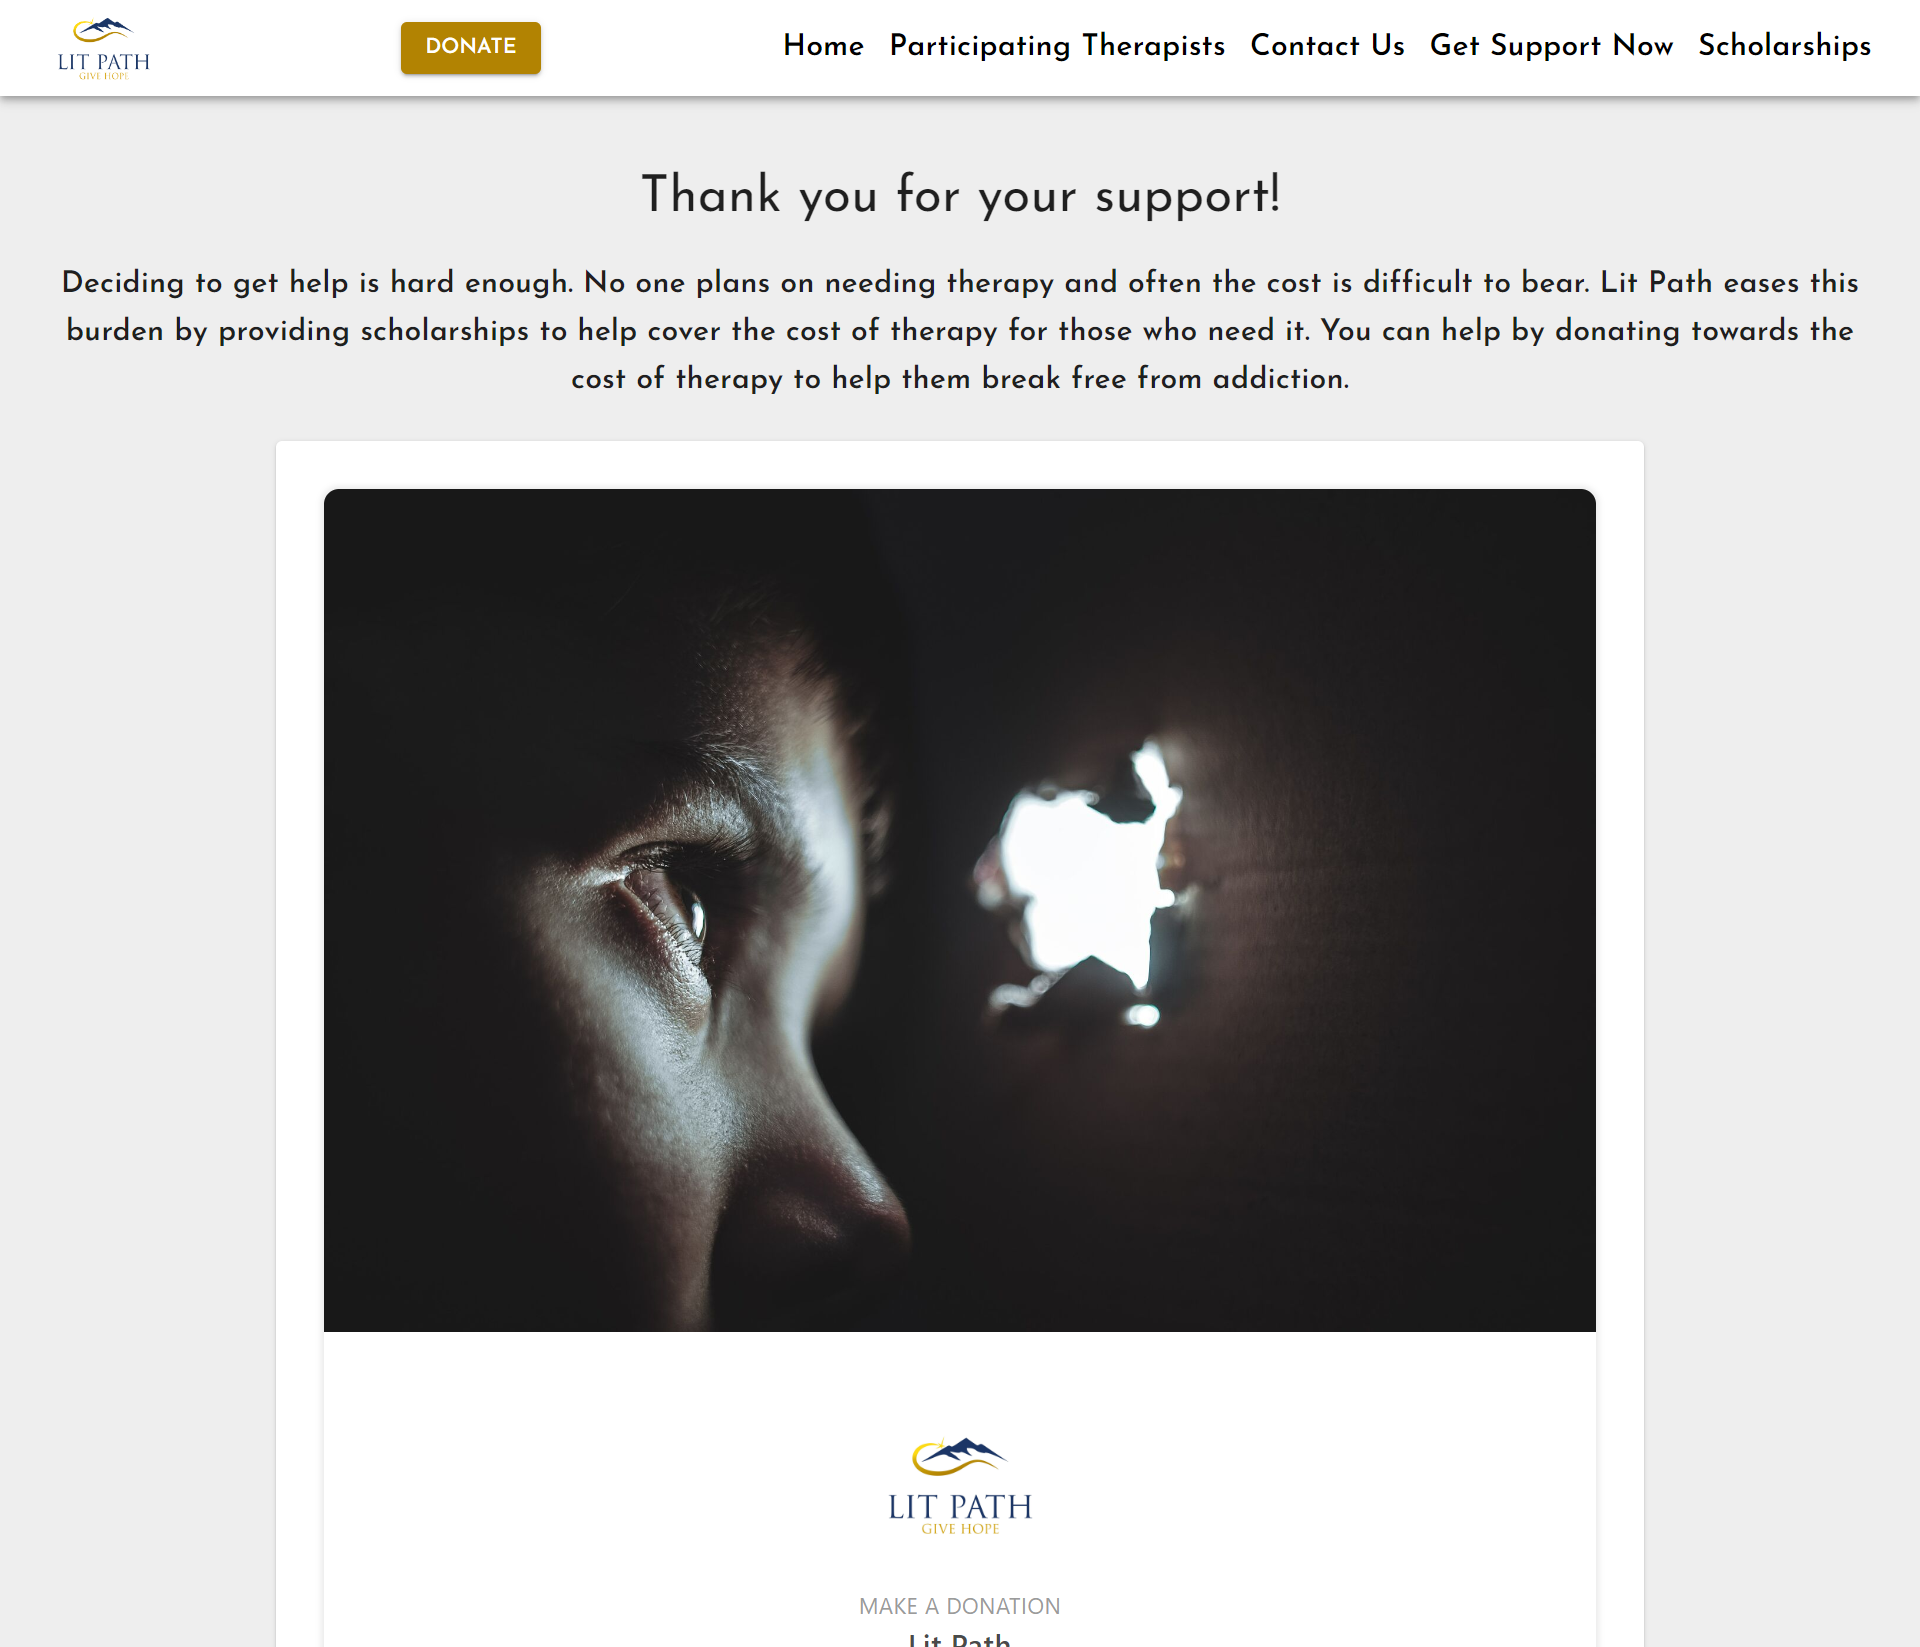 LIT PATH
GIVE HOPE
DONATE
Home Participating Therapists Contact Us Get Support Now Scholarships
Thank you for your support!
Deciding to get help is hard enough. No one plans on needing therapy and often the cost is difficult to bear. Lit Path eases this
burden by providing scholarships to help cover the cost of therapy for those who need it. You can help by donating towards the
cost of therapy to help them break free from addiction.
LIT PATH
GIVE HOPE
MAKE A DONATION
Lit Path